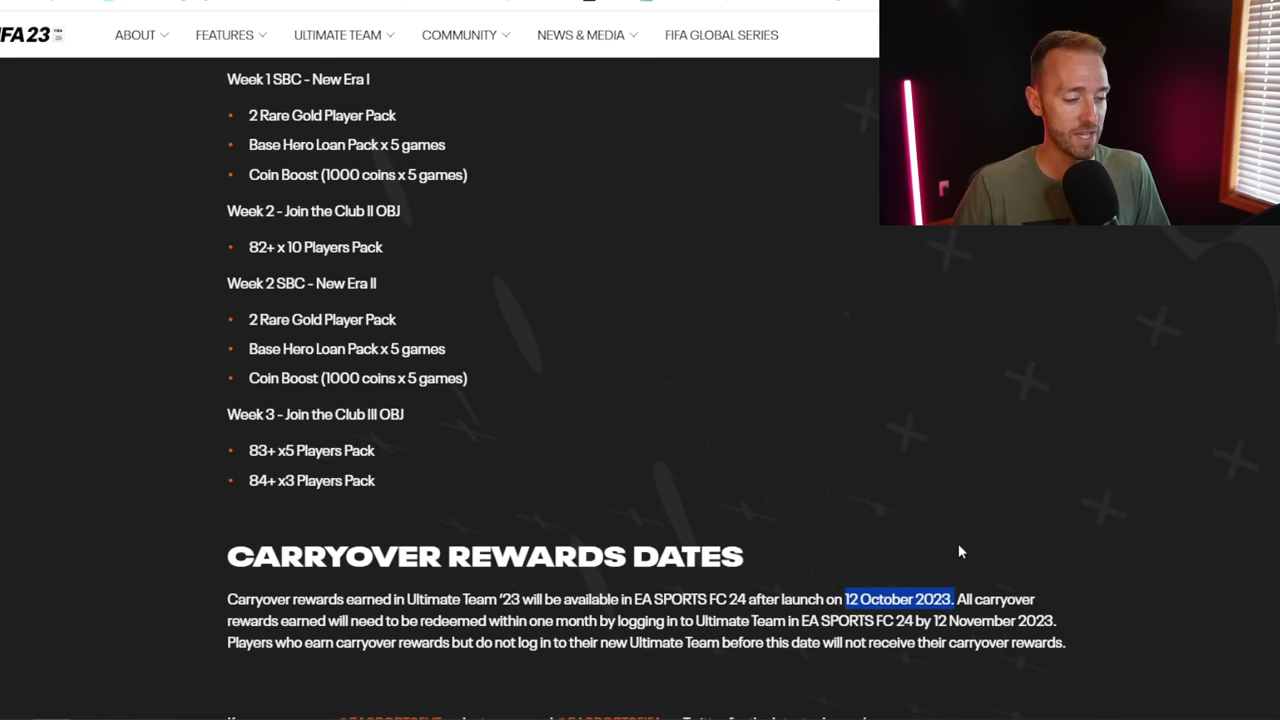 FA 23
ABOUT FEATURES ULTIMATE TEAM COMMUNITY NEWS & MEDIA FIFA GLOBAL SERIES
Week 1 SBC - New Era I
2 Rare Gold Player Pack
Base Hero Loan Pack x 5 games
Coin Boost (1000 coins x 5 games)
Week 2 - Join the Club II OBJ
82+ x 10 Players Pack
Week 2 SBC - New Era II
2 Rare Gold Player Pack
Base Hero Loan Pack x 5 games
Coin Boost (1000 coins x 5 games)
Week 3 - Join the Club III OBJ
83+ x5 Players Pack
84+ x3 Players Pack
CARRYOVER REWARDS DATES
Carryover rewards earned in Ultimate Team '23 will be available in EA SPORTS FC 24 after launch on 12 October 2023. All carryover
rewards earned will need to be redeemed within one month by logging in to Ultimate Team in EA SPORTS FC 24 by 12 November 2023.
Players who earn carryover rewards but do not log in to their new Ultimate Team before this date will not receive their carryover rewards.